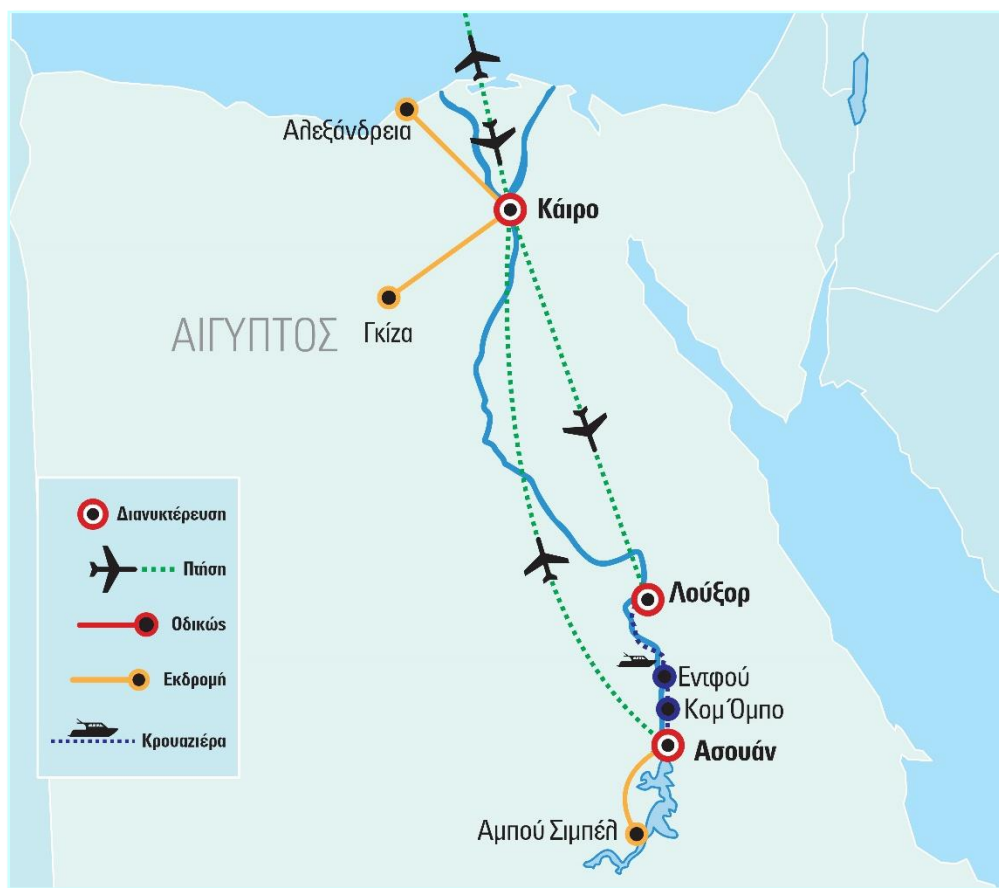 Αλεξάνδρεια
Κάιρο
Γκίζα
ΑΙΓΥΠΤΟΣ
Διανυκτέρευση
Πτήση
Οδικώς
Εκδρομή
Κρουαζιέρα
Λούξορ
Εντφού
Κομ Όμπο
Ασουάν
Αμπού Σιμπέλ